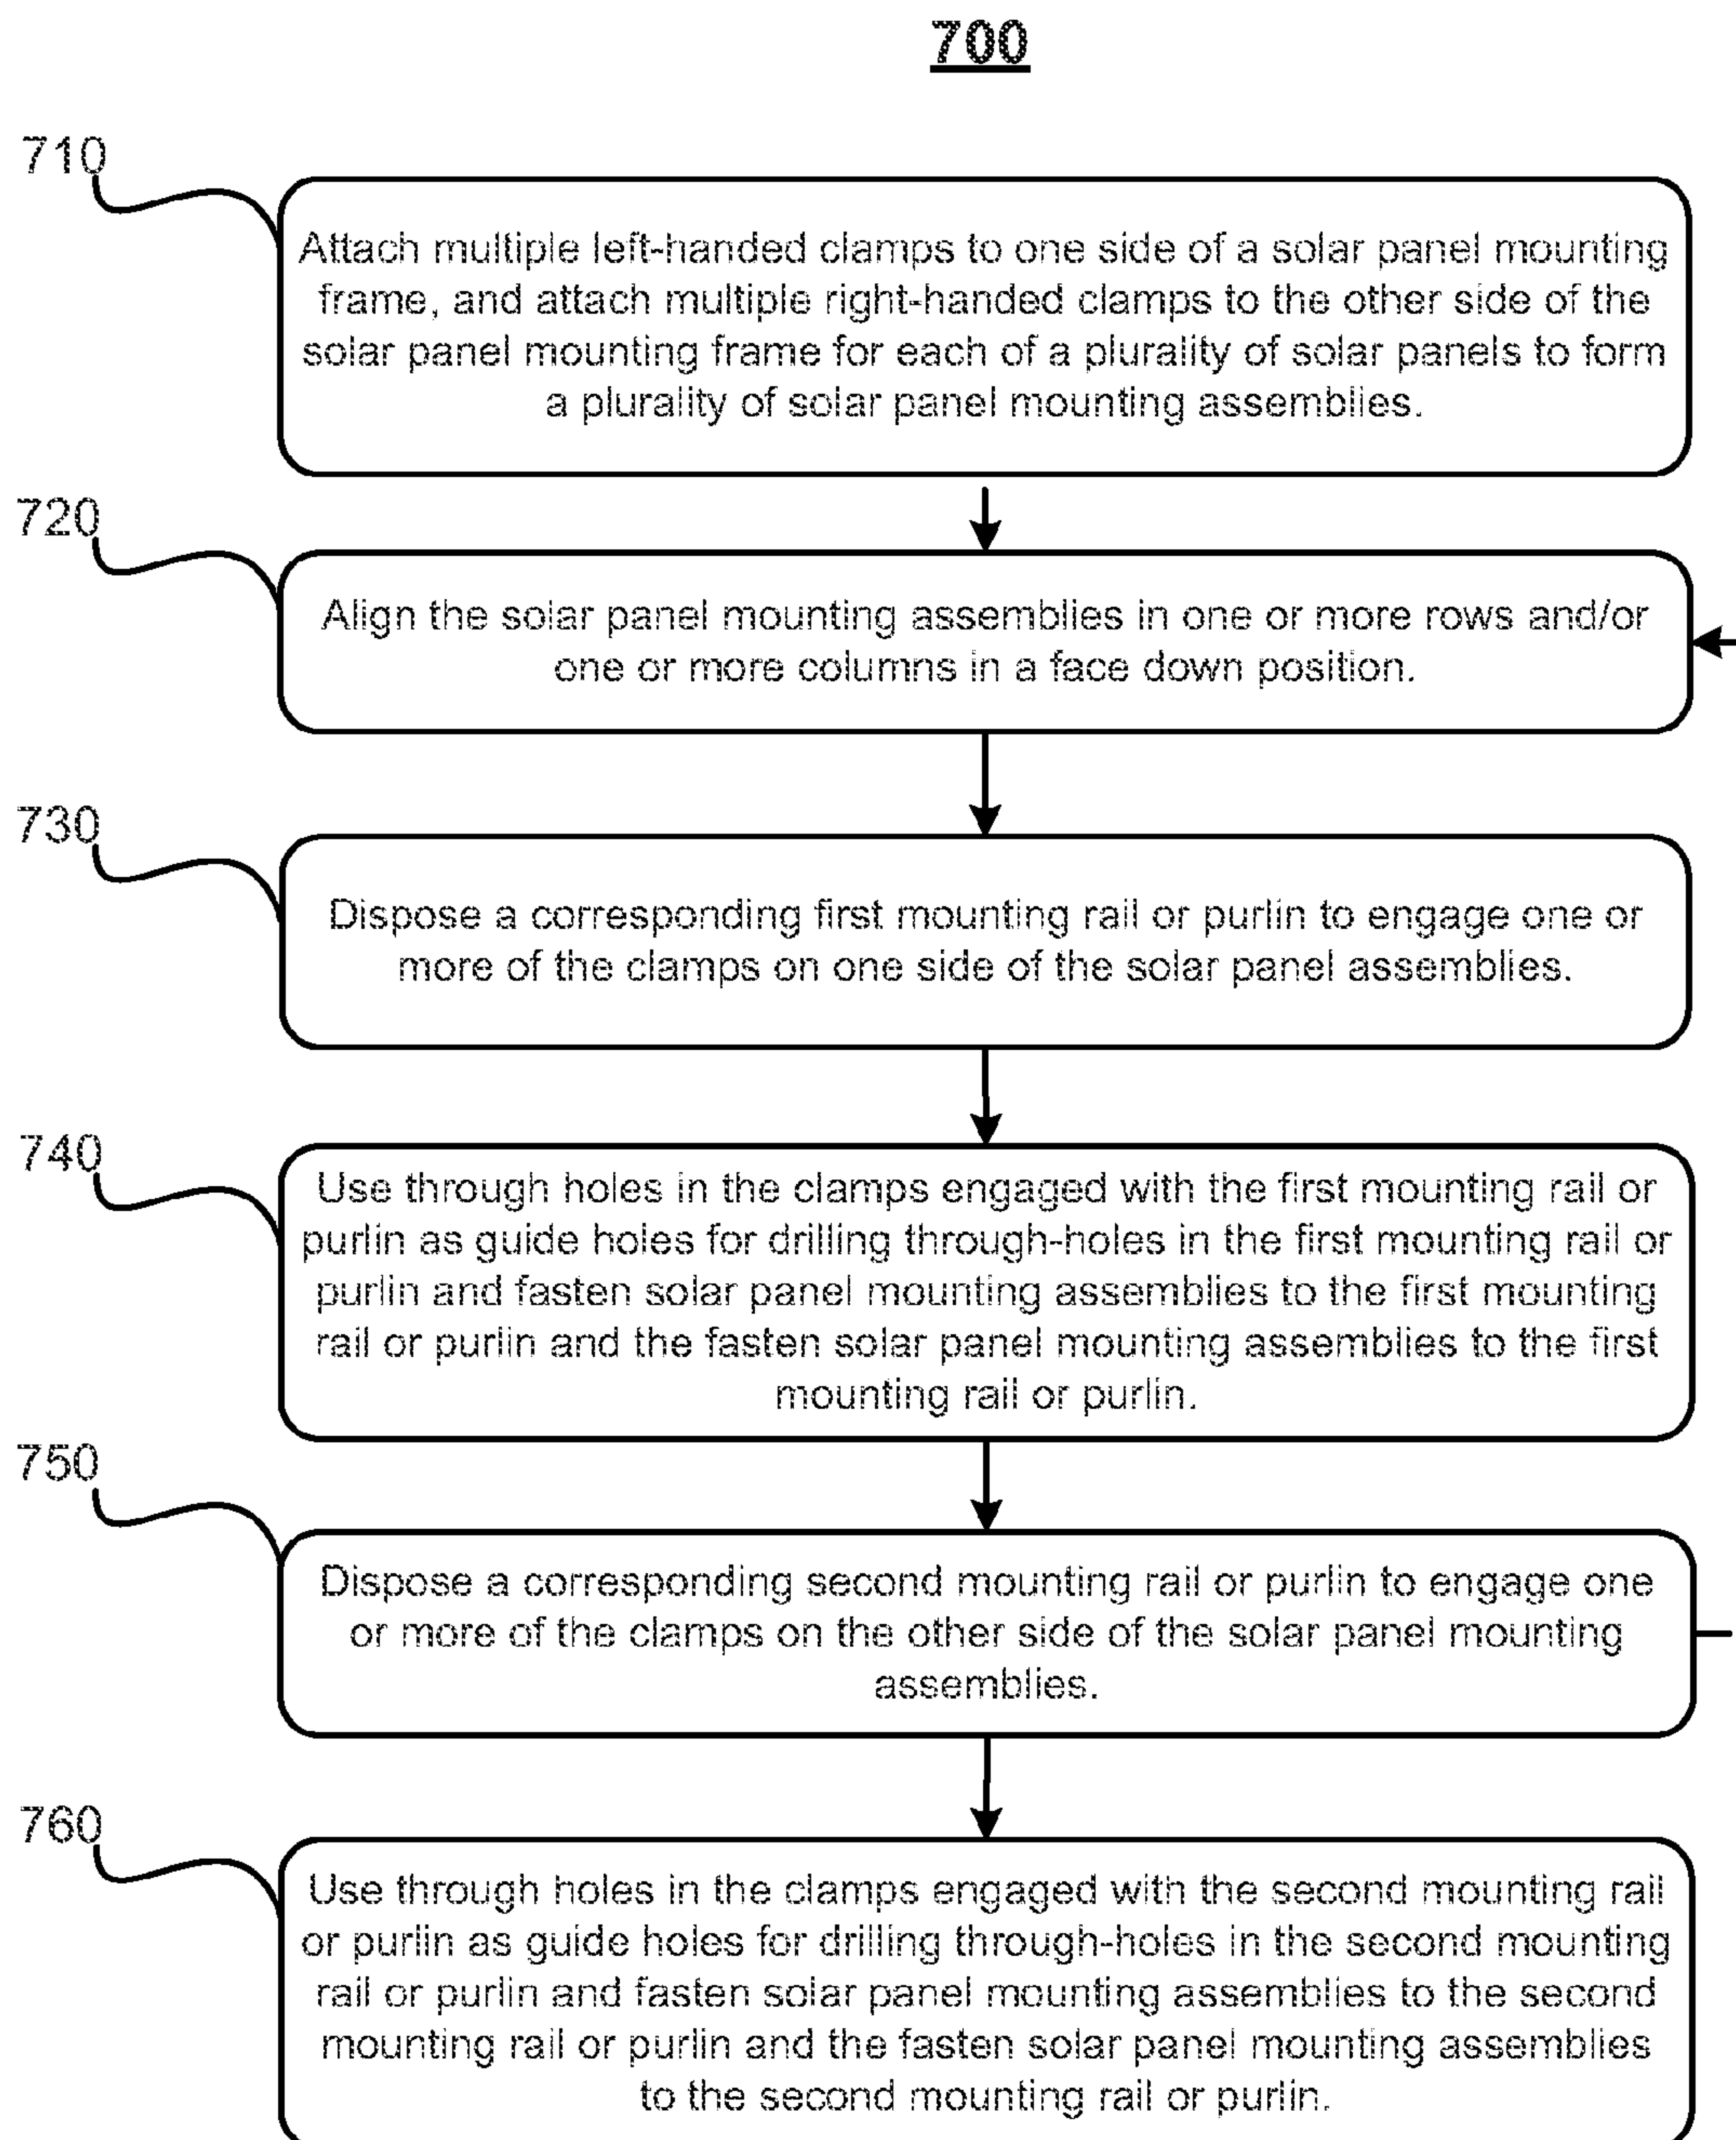 700
710
Attach multiple left-handed clamps to one side of a solar panel mounting
frame, and attach multiple right-handed clamps to the other side of the
solar panel mounting frame for each of a plurality of solar panels to form
a plurality of solar panel mounting assemblies.
720
Align the solar panel mounting assemblies in one or more rows and/or
one or more columns in a face down position.
730
Dispose a corresponding first mounting rail or purlin to engage one or
more of the clamps on one side of the solar panel assemblies.
740
Use through holes in the clamps engaged with the first mounting rail or
purlin as guide holes for drilling through-holes in the first mounting rail or
purlin and fasten solar panel mounting assemblies to the first mounting
rail or purlin and the fasten solar panel mounting assemblies to the first
mounting rail or purlin.
750
Dispose a corresponding second mounting rail or purlin to engage one
or more of the clamps on the other side of the solar panel mounting
assemblies.
760
Use through holes in the clamps engaged with the second mounting rail
or purlin as guide holes for drilling through-holes in the second mounting
rail or purlin and fasten solar panel mounting assemblies to the second
mounting rail or purlin and the fasten solar panel mounting assemblies
to the second mounting rail or purlin.